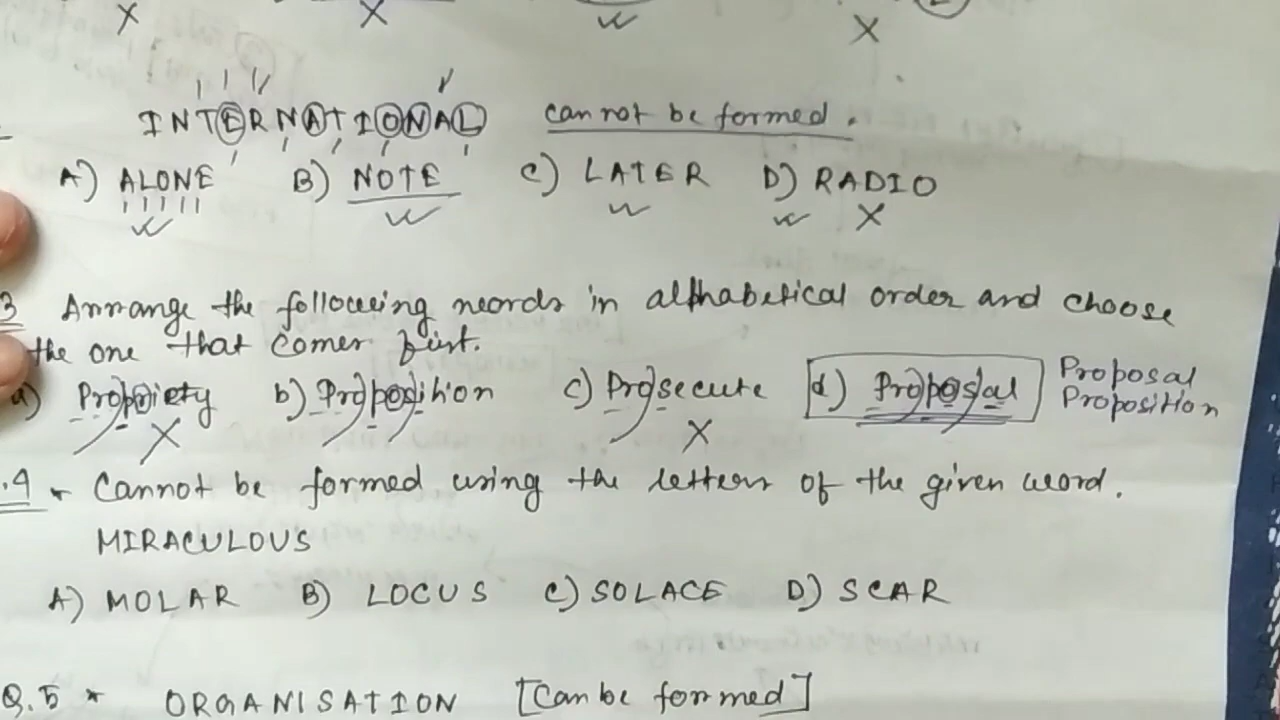 INTERNATIONAL cannot be formed.
A) ALONE B) NOTE C) LATER D) RADIO
3 Arrange the following words in alphabetical order and choose
the one that comes first.
a) Propriety b) Proposition c) Prosecute d) Proposal Proposal
Proposition
.4 Cannot be formed using the letters of the given word.
MIRACULOUS
A) MOLAR B) LOCUS C) SOLACE D) SCAR
Q.5 * ORGANISATION [Can be formed]